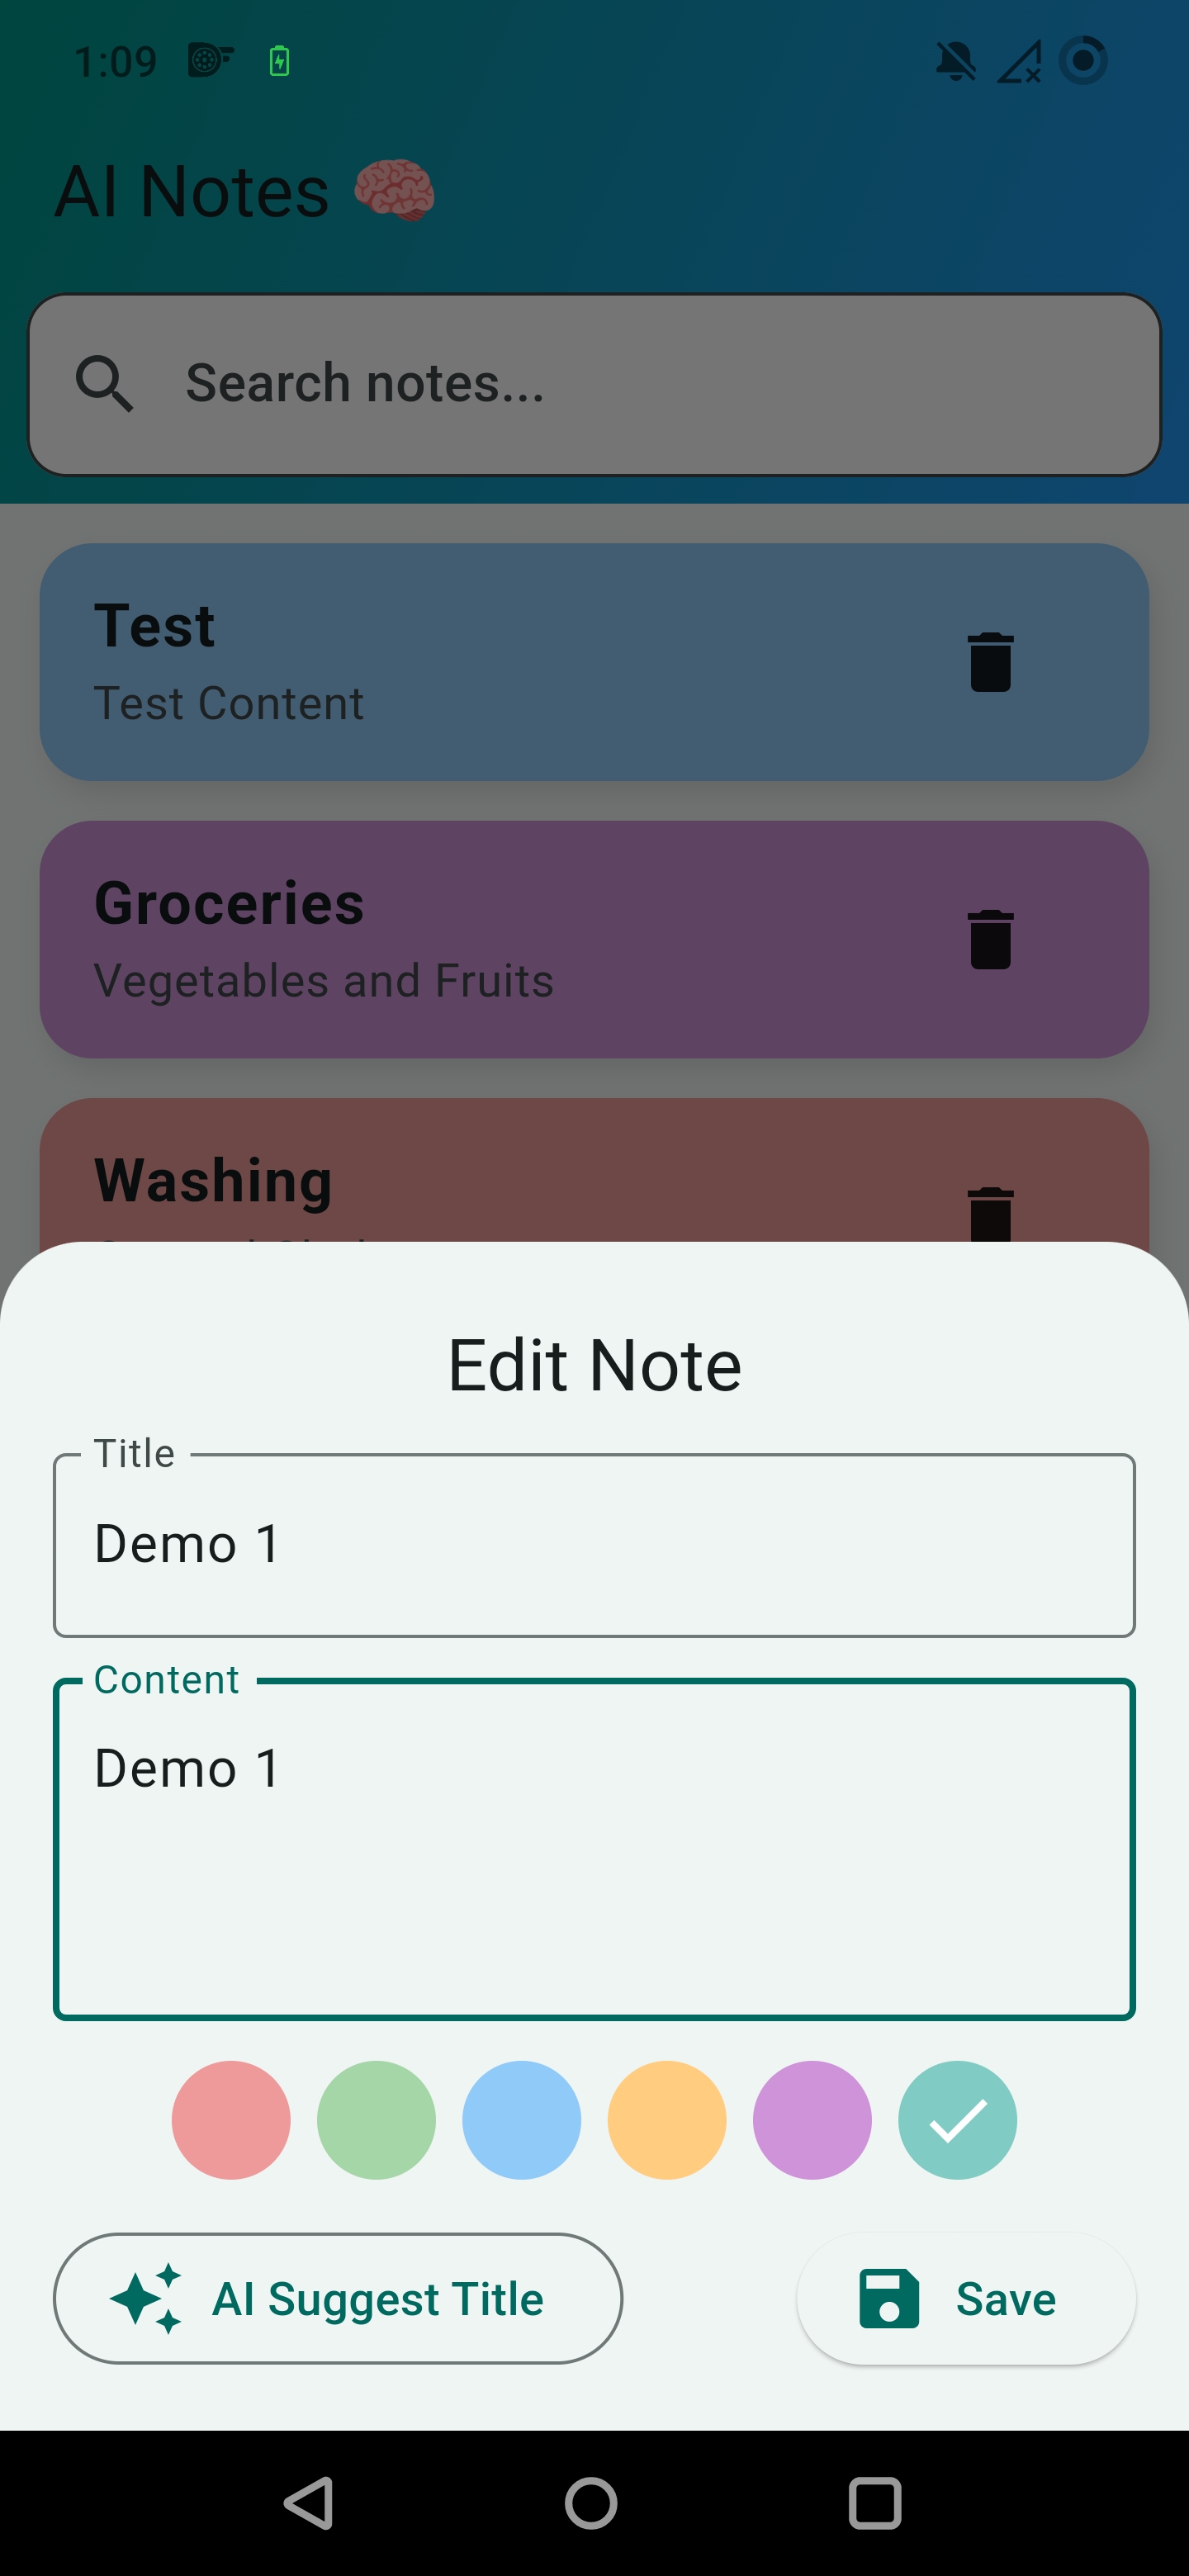 1:09
AI Notes 🧠
Search notes...
Test
Test Content
Groceries
Vegetables and Fruits
Washing
Edit Note
Title
Demo 1
Content
Demo 1
AI Suggest Title
Save